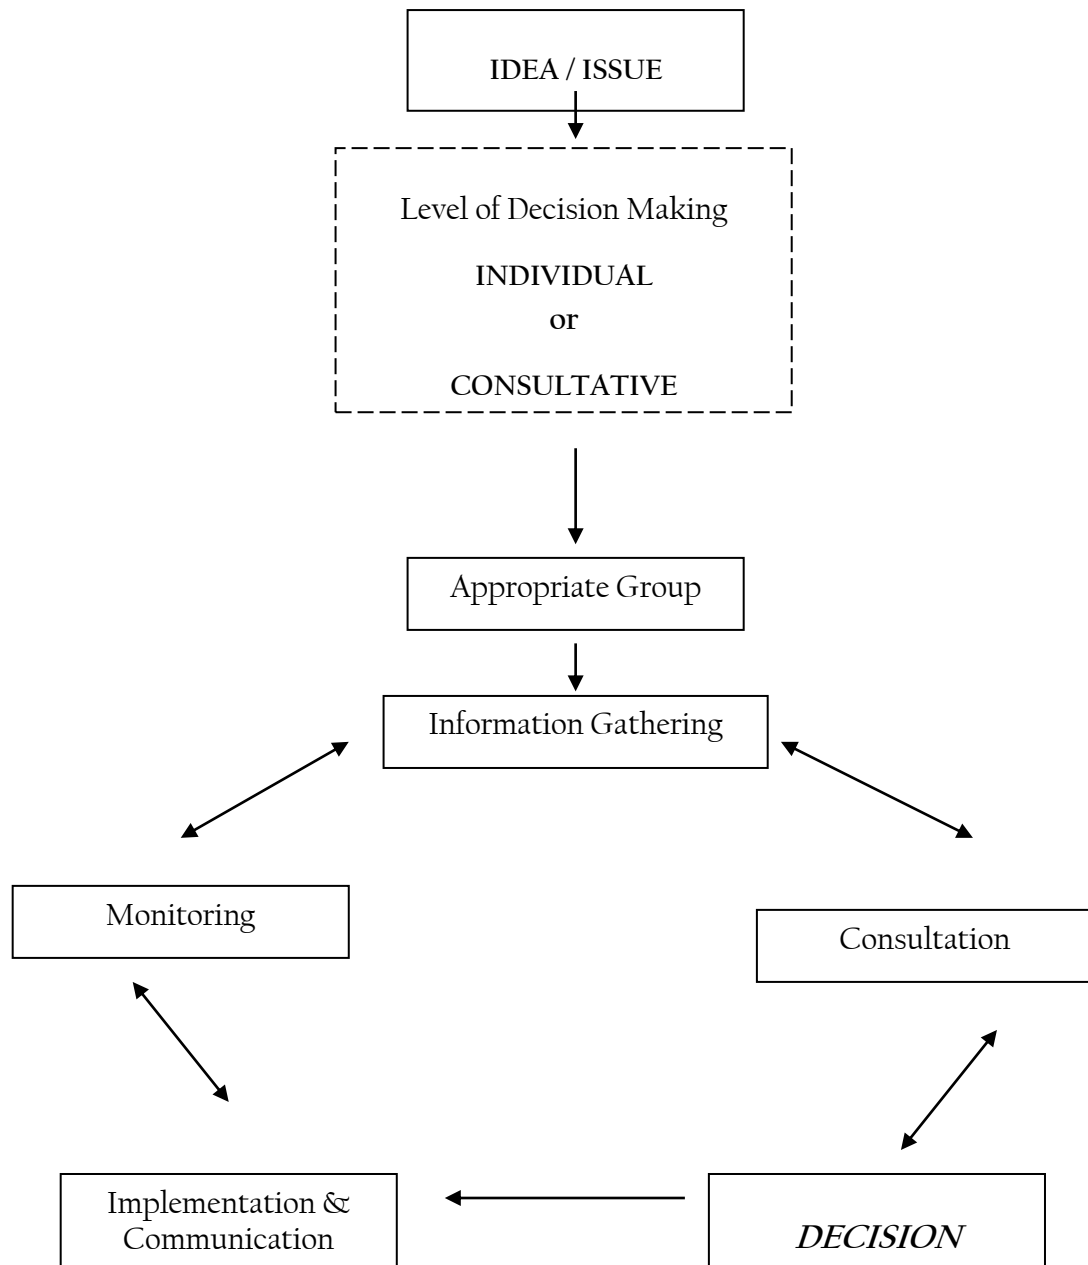 IDEA / ISSUE
Level of Decision Making
INDIVIDUAL
or
CONSULTATIVE
Appropriate Group
Information Gathering
Monitoring
Consultation
Implementation &
Communication
DECISION